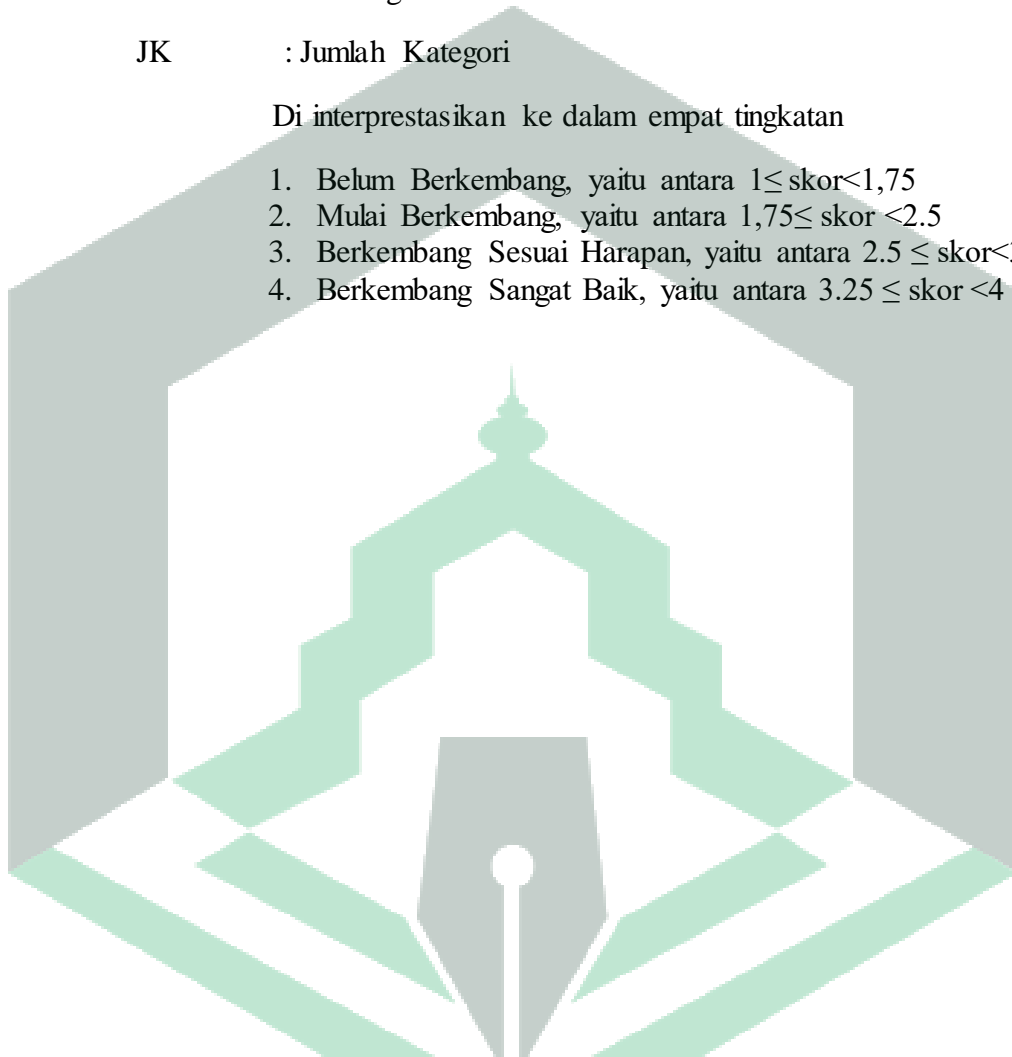 JK : Jumlah Kategori
Di interprestasikan ke dalam empat tingkatan
1. Belum Berkembang, yaitu antara 1≤ skor<1,75
2. Mulai Berkembang, yaitu antara 1,75≤ skor <2.5
3. Berkembang Sesuai Harapan, yaitu antara 2.5 ≤ skor<
4. Berkembang Sangat Baik, yaitu antara 3.25 ≤ skor <4